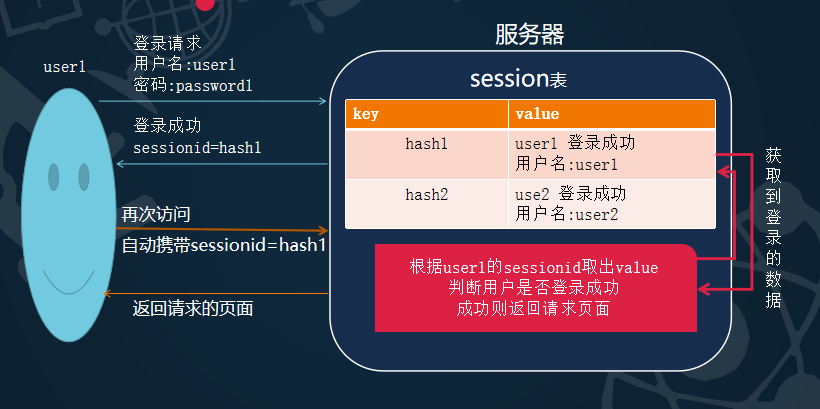 服务器
user1
登录请求
用户名:user1
密码:password1
登录成功
sessionid=hash1
再次访问
自动携带sessionid=hash1
返回请求的页面
session表
key value
hash1 user1 登录成功
用户名:user1
hash2 use2 登录成功
用户名:user2
根据user1的sessionid取出value
判断用户是否登录成功
成功则返回请求页面
获取到登录的数据